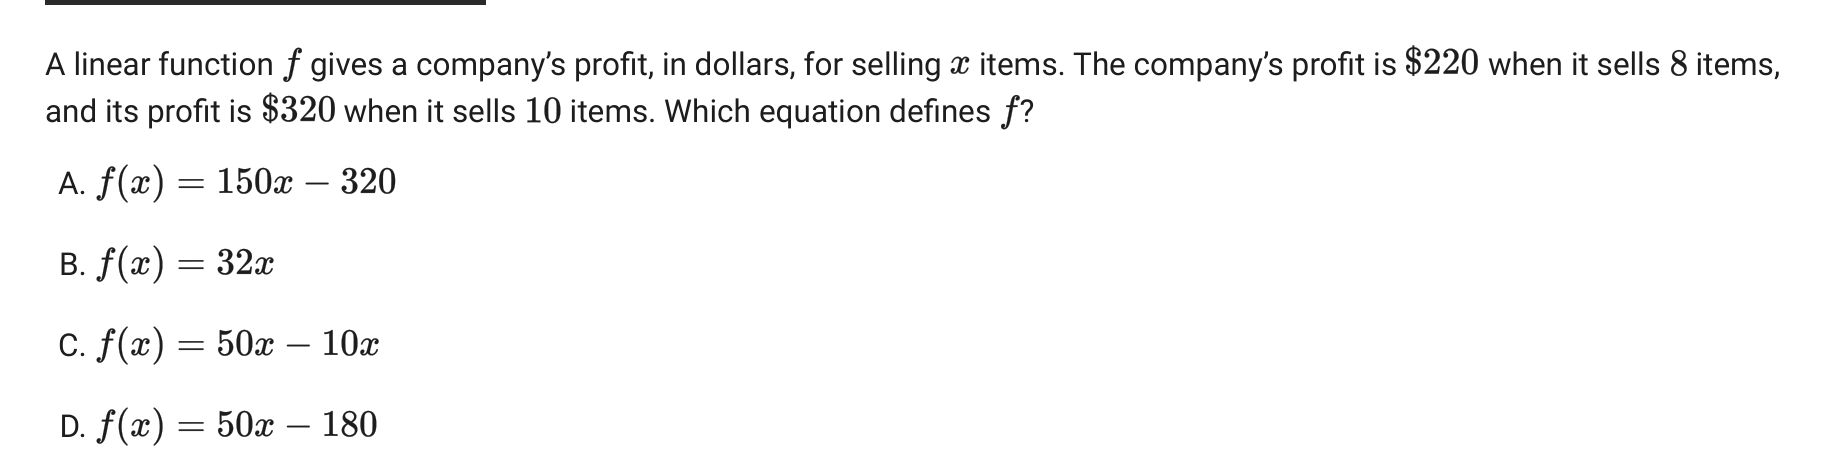 A linear function f gives a company's profit, in dollars, for selling x items. The company's profit is $220 when it sells 8 items,
and its profit is $320 when it sells 10 items. Which equation defines f?
A. f(x) = 150x − 320
B. f(x) = 32x
C. f(x) = 50x − 10x
D. f(x) = 50x − 180